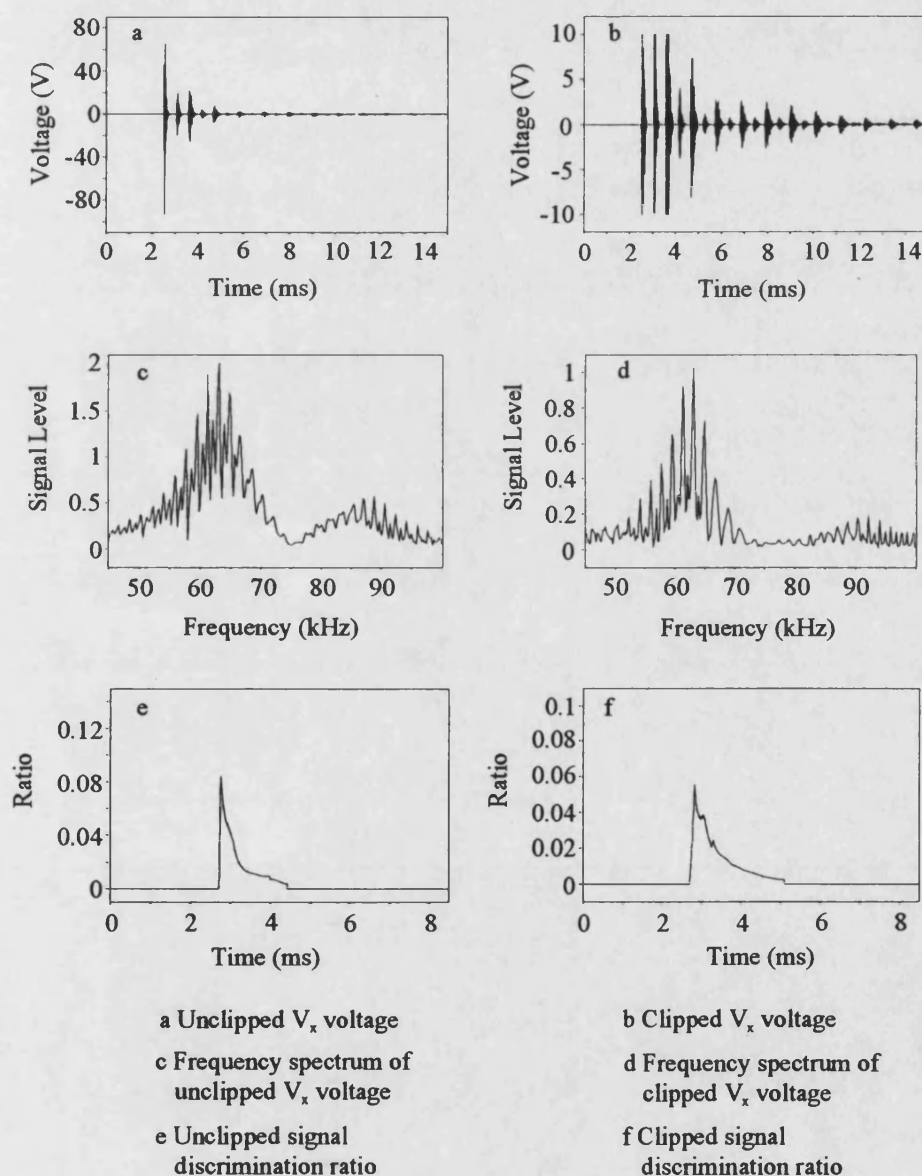 a
80
40
0
-40
-80
Voltage (V)
0 2 4 6 8 10 12 14
Time (ms)
b
10
5
0
-5
-10
Voltage (V)
0 2 4 6 8 10 12 14
Time (ms)
c
2
1.5
1
0.5
0
Signal Level
50 60 70 80 90
Frequency (kHz)
d
1
0.8
0.6
0.4
0.2
0
Signal Level
50 60 70 80 90
Frequency (kHz)
e
0.12
0.08
0.04
0
Ratio
0 2 4 6 8
Time (ms)
f
0.1
0.08
0.06
0.04
0.02
0
Ratio
0 2 4 6 8
Time (ms)
a Unclipped Vx voltage
b Clipped Vx voltage
c Frequency spectrum of
unclipped Vx voltage
d Frequency spectrum of
clipped Vx voltage
e Unclipped signal
discrimination ratio
f Clipped signal
discrimination ratio